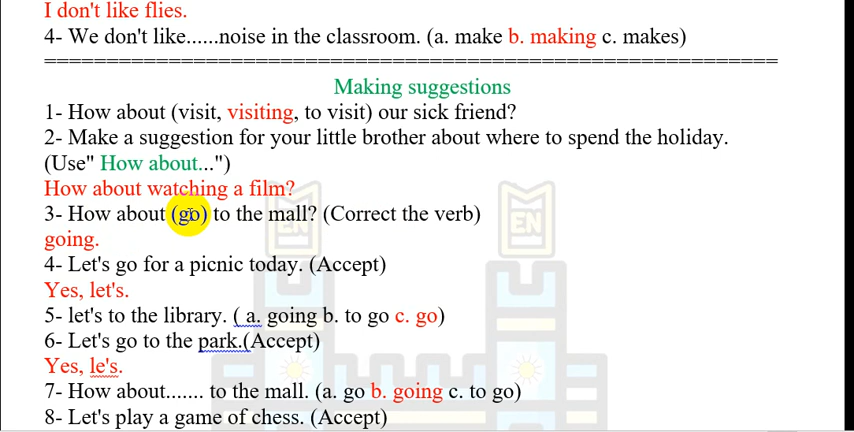 I don't like flies.
4- We don't like......noise in the classroom. (a. make b. making c. makes)
===========================================================
Making suggestions
1- How about (visit, visiting, to visit) our sick friend?
2- Make a suggestion for your little brother about where to spend the holiday.
(Use" How about...")
How about watching a film?
3- How about (go) to the mall? (Correct the verb)
going.
4- Let's go for a picnic today. (Accept)
Yes, let's.
5- let's to the library. ( a. going b. to go c. go)
6- Let's go to the park.(Accept)
Yes, le's.
7- How about....... to the mall. (a. go b. going c. to go)
8- Let's play a game of chess. (Accept)
EN
EN